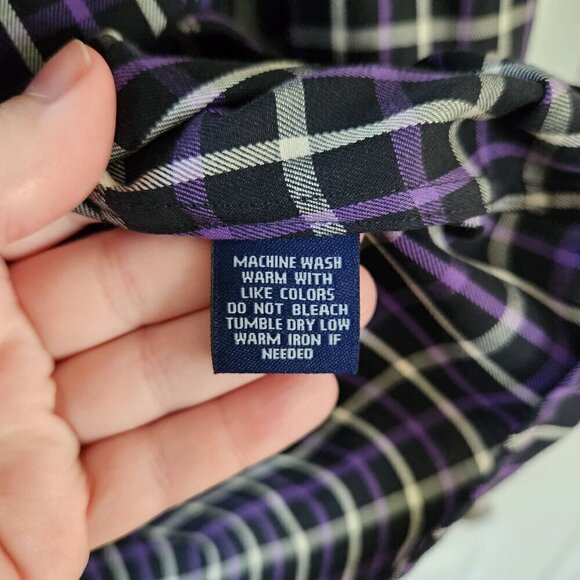 MACHINE WASH
WARM WITH
LIKE COLORS
DO NOT BLEACH
TUMBLE DRY LOW
WARM IRON IF
NEEDED